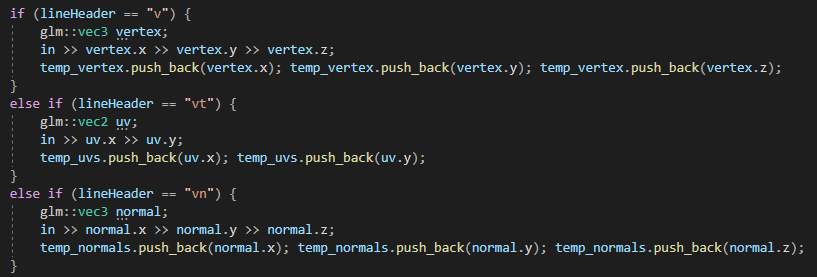 if (lineHeader == "v") {
    glm::vec3 vertex;
    in >> vertex.x >> vertex.y >> vertex.z;
    temp_vertex.push_back(vertex.x); temp_vertex.push_back(vertex.y); temp_vertex.push_back(vertex.z);
}
else if (lineHeader == "vt") {
    glm::vec2 uv;
    in >> uv.x >> uv.y;
    temp_uvs.push_back(uv.x); temp_uvs.push_back(uv.y);
}
else if (lineHeader == "vn") {
    glm::vec3 normal;
    in >> normal.x >> normal.y >> normal.z;
    temp_normals.push_back(normal.x); temp_normals.push_back(normal.y); temp_normals.push_back(normal.z);
}